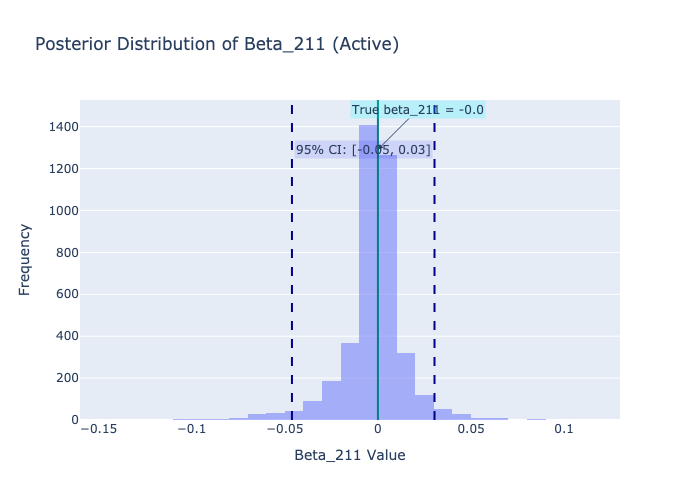 Posterior Distribution of Beta_211 (Active)
True beta_211 = -0.0
95% CI: [-0.05, 0.03]
1400
1200
1000
800
600
400
200
0
Frequency
−0.15
−0.1
−0.05
0
0.05
0.1
Beta_211 Value